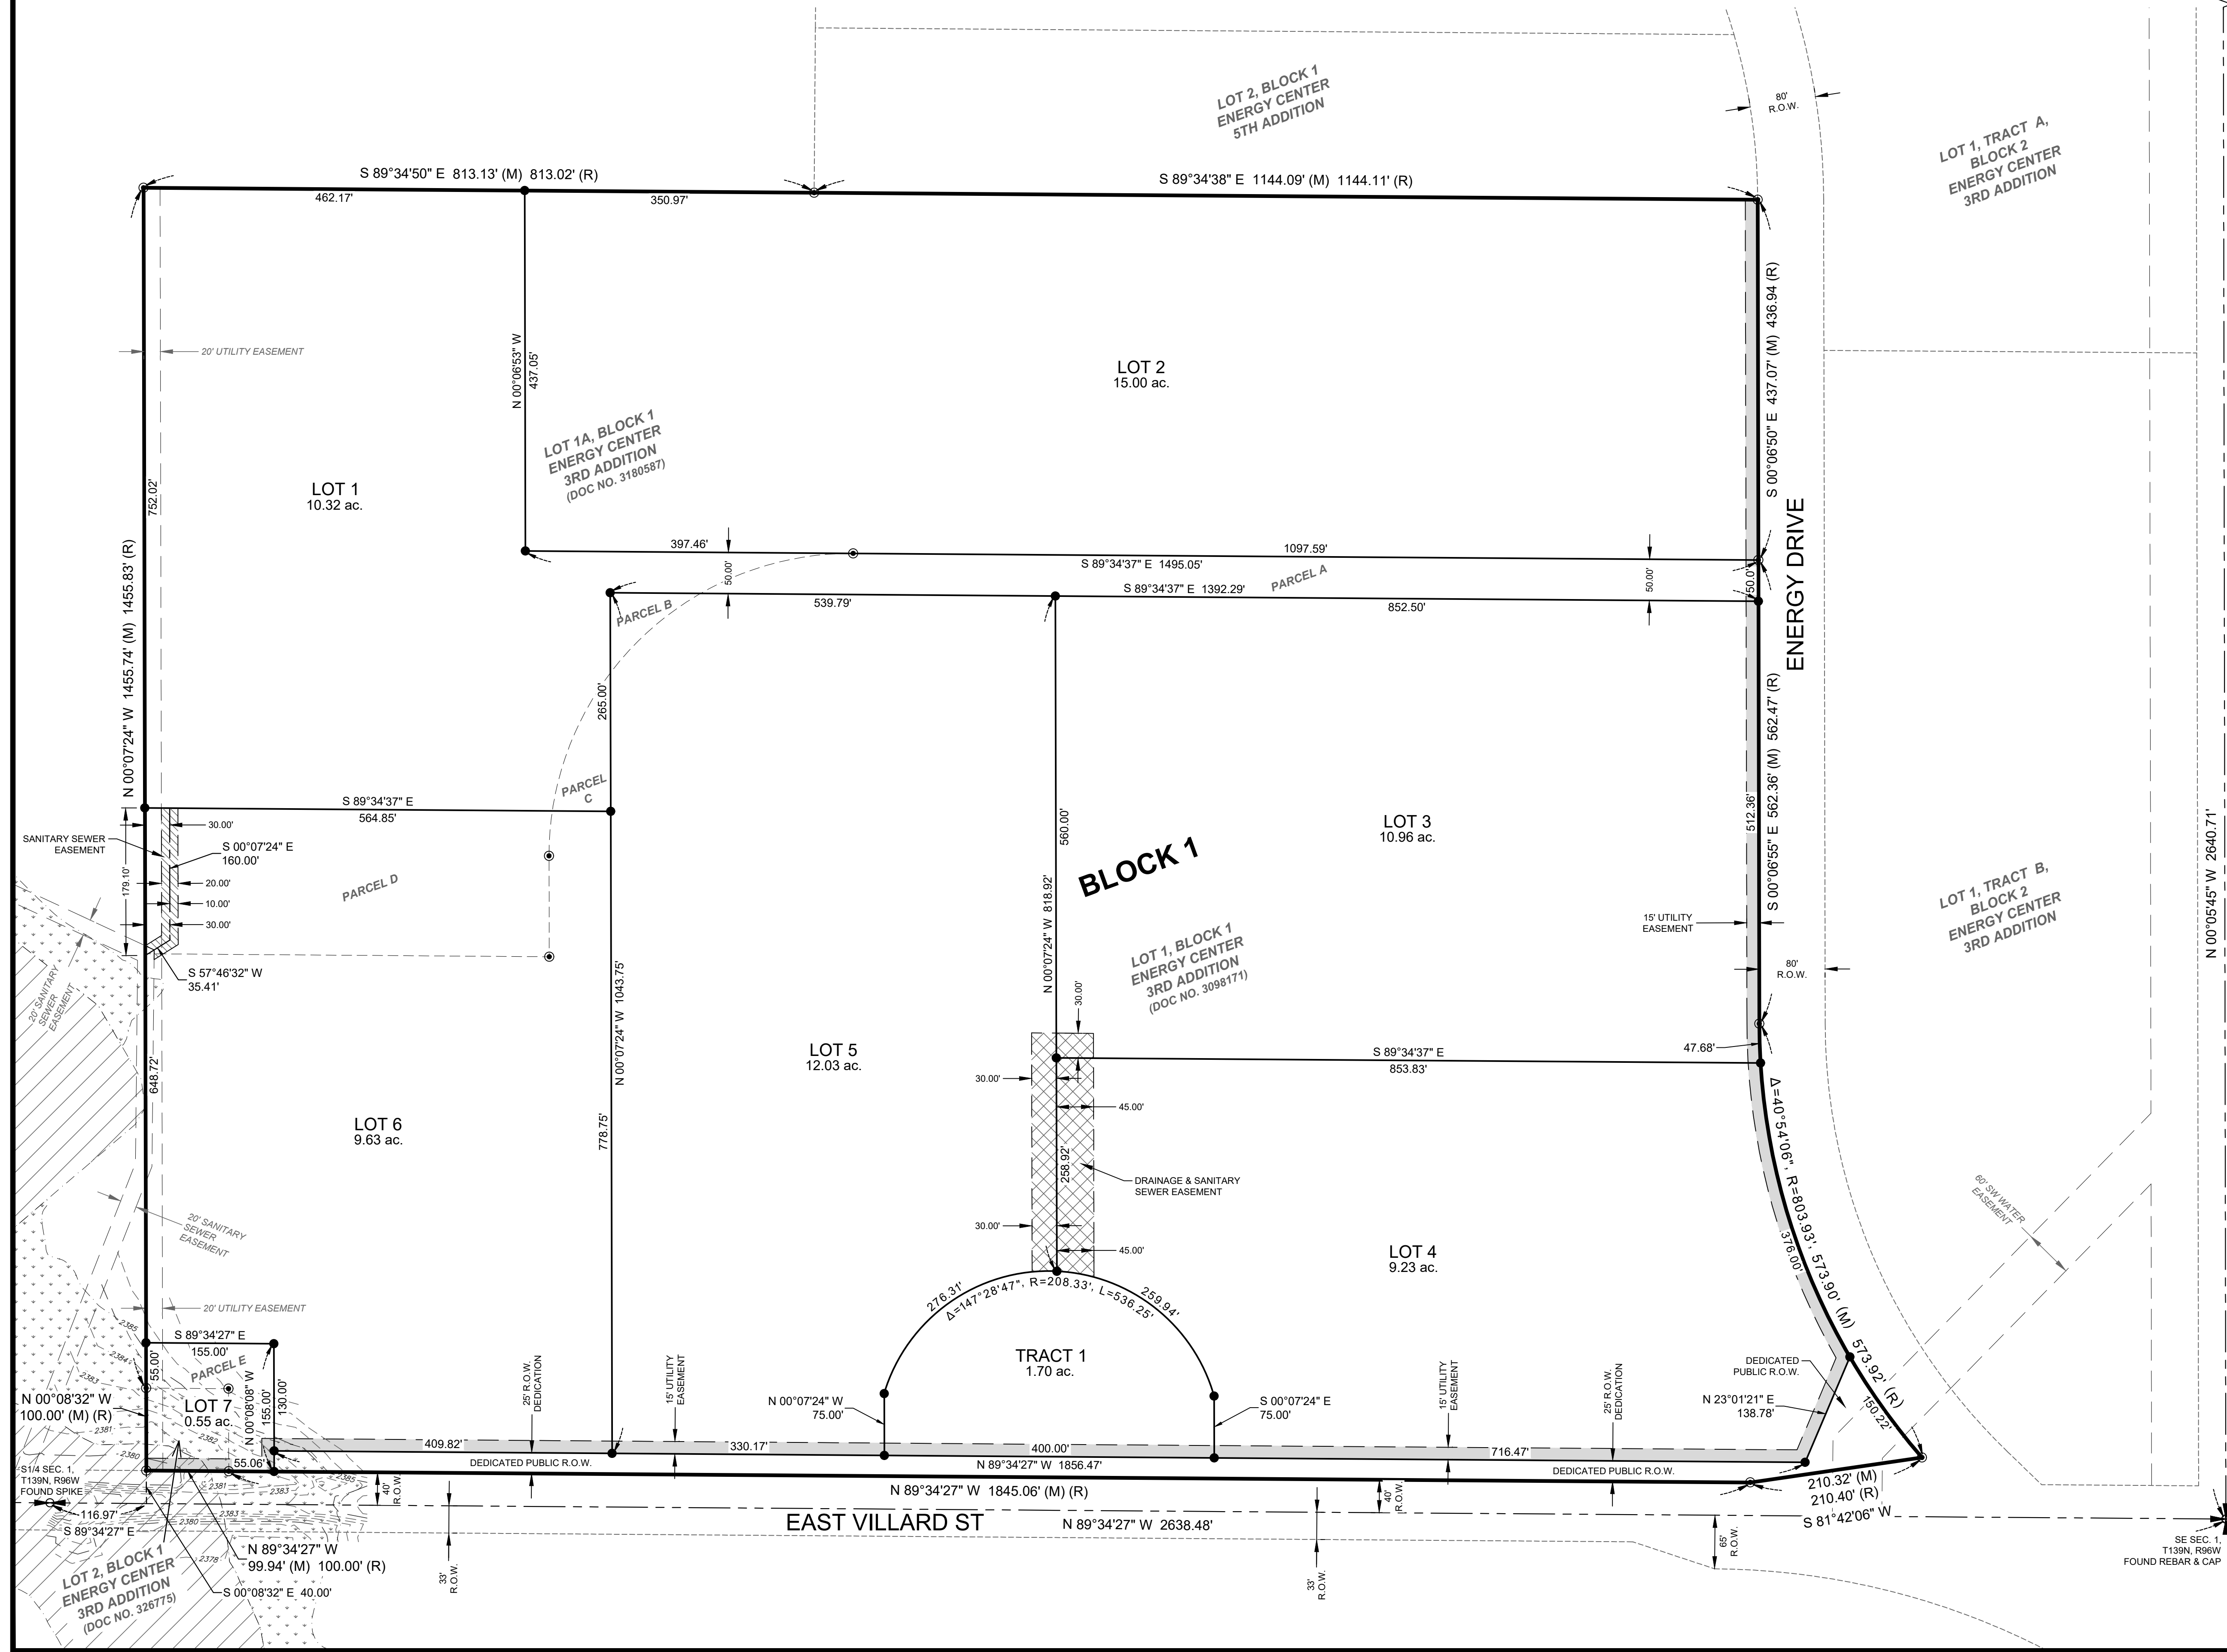 LOT 2, BLOCK 1
ENERGY CENTER
5TH ADDITION
80'
R.O.W.
LOT 1, TRACT A,
BLOCK 2
ENERGY CENTER
3RD ADDITION
S 89°34'50" E 813.13' (M) 813.02' (R)
462.17'
350.97'
S 89°34'38" E 1144.09' (M) 1144.11' (R)
20' UTILITY EASEMENT
N 00°06'53" W
437.05'
LOT 2
15.00 ac.
S 00°06'50" E 437.07' (M) 436.94' (R)
LOT 1A, BLOCK 1
ENERGY CENTER
3RD ADDITION
(DOC NO. 3180587)
LOT 1
10.32 ac.
752.02'
N 00°07'24" W 1455.74' (M) 1455.83' (R)
397.46'
1097.59'
S 89°34'37" E 1495.05'
50.00'
PARCEL A
50.00'
50.0'
ENERGY DRIVE
S 89°34'37" E 1392.29'
539.79'
852.50'
PARCEL B
265.00'
PARCEL
C
S 89°34'37" E
564.85'
SANITARY SEWER
EASEMENT
30.00'
S 00°07'24" E
160.00'
179.10'
20.00'
10.00'
30.00'
PARCEL D
S 57°46'32" W
35.41'
20' SANITARY
SEWER
EASEMENT
560.00'
BLOCK 1
N 00°07'24" W 818.92'
LOT 3
10.96 ac.
512.36'
S 00°06'55" E 562.36' (M) 562.47' (R)
LOT 1, TRACT B,
BLOCK 2
ENERGY CENTER
3RD ADDITION
N 00°05'45" W 2640.71'
15' UTILITY
EASEMENT
80'
R.O.W.
LOT 1, BLOCK 1
ENERGY CENTER
3RD ADDITION
(DOC NO. 3098171)
30.00'
N 00°07'24" W 1043.75'
LOT 5
12.03 ac.
S 89°34'37" E
853.83'
47.68'
30.00'
45.00'
648.72'
LOT 6
9.63 ac.
778.75'
258.92'
DRAINAGE & SANITARY
SEWER EASEMENT
30.00'
45.00'
Δ=40°54'06", R=803.93', 573.90' (M) 573.92' (R)
376.00'
60' SW WATER
EASEMENT
20' SANITARY
SEWER
EASEMENT
LOT 4
9.23 ac.
276.31'
Δ=147°28'47", R=208.33', L=536.25'
259.94'
20' UTILITY EASEMENT
2385
2384
2383
S 89°34'27" E
155.00'
55.00'
PARCEL E
TRACT 1
1.70 ac.
DEDICATED
PUBLIC R.O.W.
N 00°08'32" W
100.00' (M) (R)
LOT 7
0.55 ac.
N 00°08'08" W
155.00'
130.00'
25' R.O.W.
DEDICATION
15' UTILITY
EASEMENT
N 00°07'24" W
75.00'
S 00°07'24" E
75.00'
15' UTILITY
EASEMENT
25' R.O.W.
DEDICATION
N 23°01'21" E
138.78'
150.22'
2381
2382
2380
409.82'
330.17'
400.00'
716.47'
55.06'
DEDICATED PUBLIC R.O.W.
N 89°34'27" W 1856.47'
DEDICATED PUBLIC R.O.W.
S1/4 SEC. 1,
T139N, R96W
FOUND SPIKE
2381
2383
2385
40'
R.O.W.
N 89°34'27" W 1845.06' (M) (R)
40'
R.O.W.
210.32' (M)
210.40' (R)
S 81°42'06" W
116.97'
S 89°34'27" E
2380
2383
EAST VILLARD ST
N 89°34'27" W 2638.48'
65'
R.O.W.
SE SEC. 1,
T139N, R96W
FOUND REBAR & CAP
2378
N 89°34'27" W
99.94' (M) 100.00' (R)
33'
R.O.W.
33'
R.O.W.
S 00°08'32" E 40.00'
LOT 2, BLOCK 1
ENERGY CENTER
3RD ADDITION
(DOC NO. 326775)